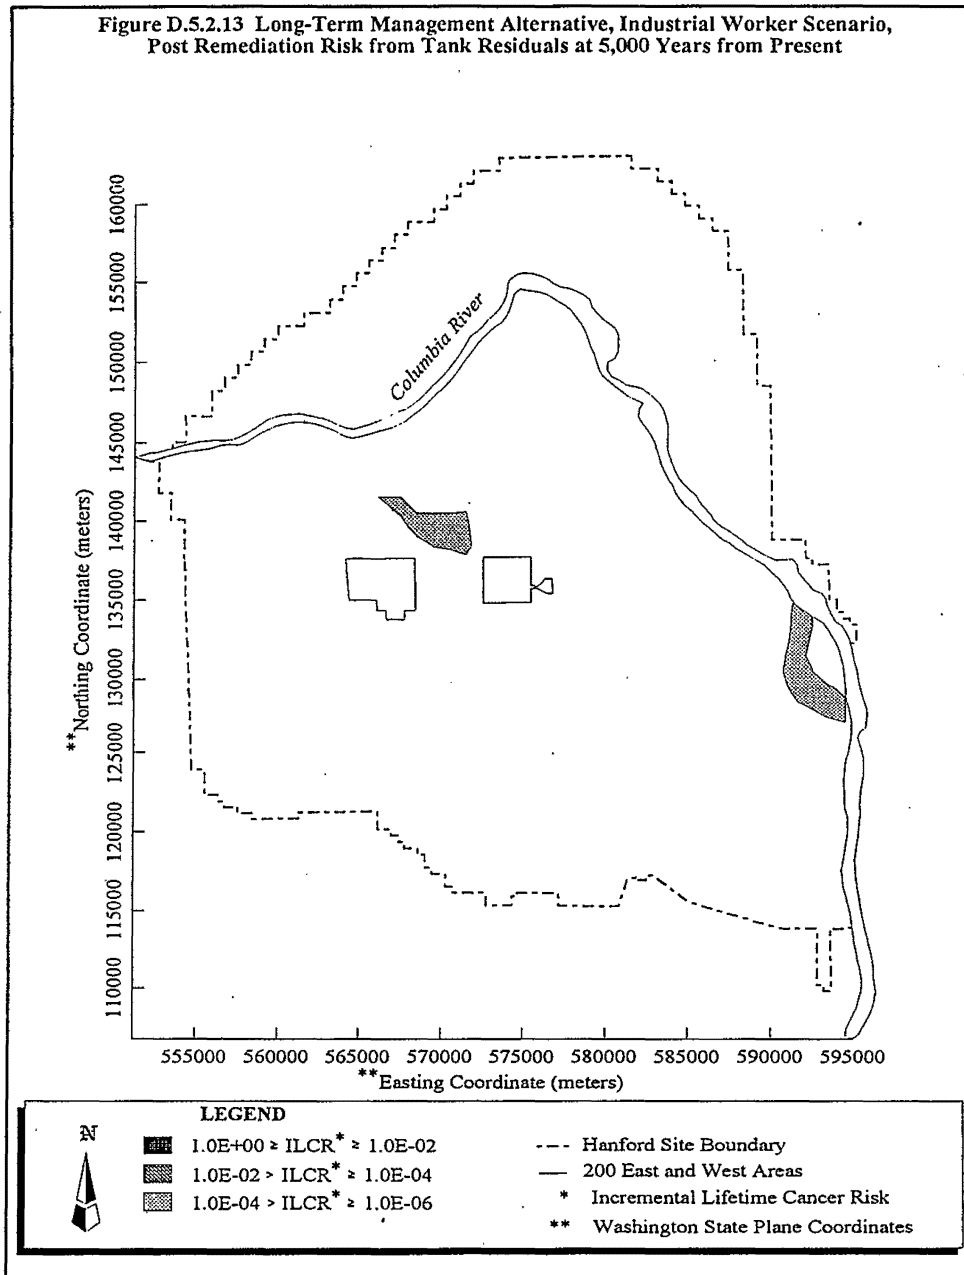 Figure D.5.2.13 Long-Term Management Alternative, Industrial Worker Scenario,
Post Remediation Risk from Tank Residuals at 5,000 Years from Present
160000
155000
150000
145000
140000
135000
130000
125000
120000
115000
110000
**Northing Coordinate (meters)
Columbia River
555000 560000 565000 570000 575000 580000 585000 590000 595000
**Easting Coordinate (meters)
LEGEND
N
1.0E+00 ≥ ILCR* ≥ 1.0E-02
1.0E-02 > ILCR* ≥ 1.0E-04
1.0E-04 > ILCR* ≥ 1.0E-06
Hanford Site Boundary
200 East and West Areas
* Incremental Lifetime Cancer Risk
** Washington State Plane Coordinates